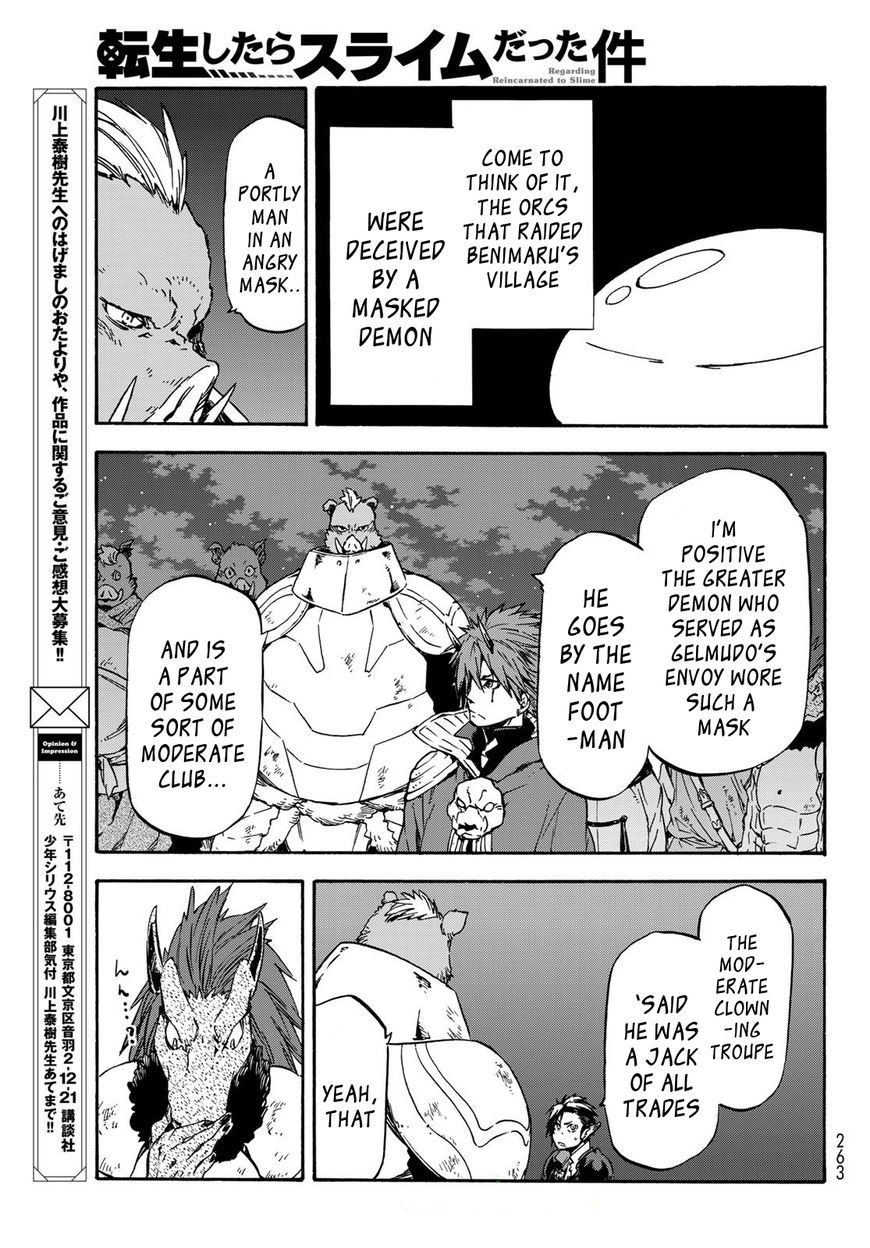 転生したらスライムだった件
Regarding
Reincarnated to Slime
COME TO
THINK OF IT,
THE ORCS
THAT RAIDED
BENIMARU'S
VILLAGE
WERE
DECEIVED
BY A
MASKED
DEMON
A
PORTLY
MAN
IN AN
ANGRY
MASK..
I'M
POSITIVE
THE GREATER
DEMON WHO
SERVED AS
GELMUDO'S
ENVOY WORE
SUCH A
MASK
HE
GOES
BY THE
NAME
FOOT
-MAN
AND IS
A PART
OF SOME
SORT OF
MODERATE
CLUB...
THE
MOD-
ERATE
CLOWN
-ING
TROUPE
'SAID
HE WAS
A JACK
OF ALL
TRADES
YEAH,
THAT
ん〜…?
川上泰樹先生へのはげましのおたよりや、作品に関するご意見・ご感想大募集!!
Opinion &
Impression
……あて先
〒112-8001 東京都文京区音羽2-12-21 講談社
少年シリウス編集部気付 川上泰樹先生あてまで!!
263